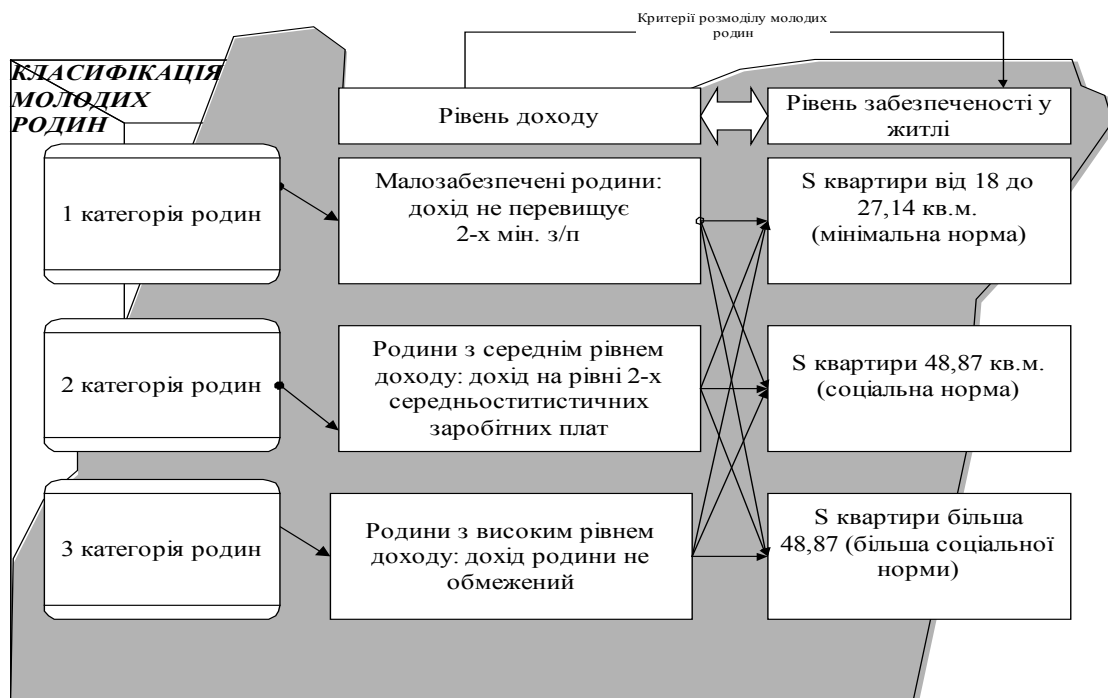 Критерії розмоділу молодих
родин
КЛАСИФІКАЦІЯ
МОЛОДИХ
РОДИН
Рівень доходу
Рівень забезпеченості у
житлі
1 категорія родин
Малозабезпечені родини:
дохід не перевищує
2-х мін. з/п
S квартири від 18 до
27,14 кв.м.
(мінімальна норма)
2 категорія родин
Родини з середнім рівнем
доходу: дохід на рівні 2-х
середньоститистичних
заробітних плат
S квартири 48,87 кв.м.
(соціальна норма)
3 категорія родин
Родини з високим рівнем
доходу: дохід родини не
обмежений
S квартири більша
48,87 (більша соціальної
норми)